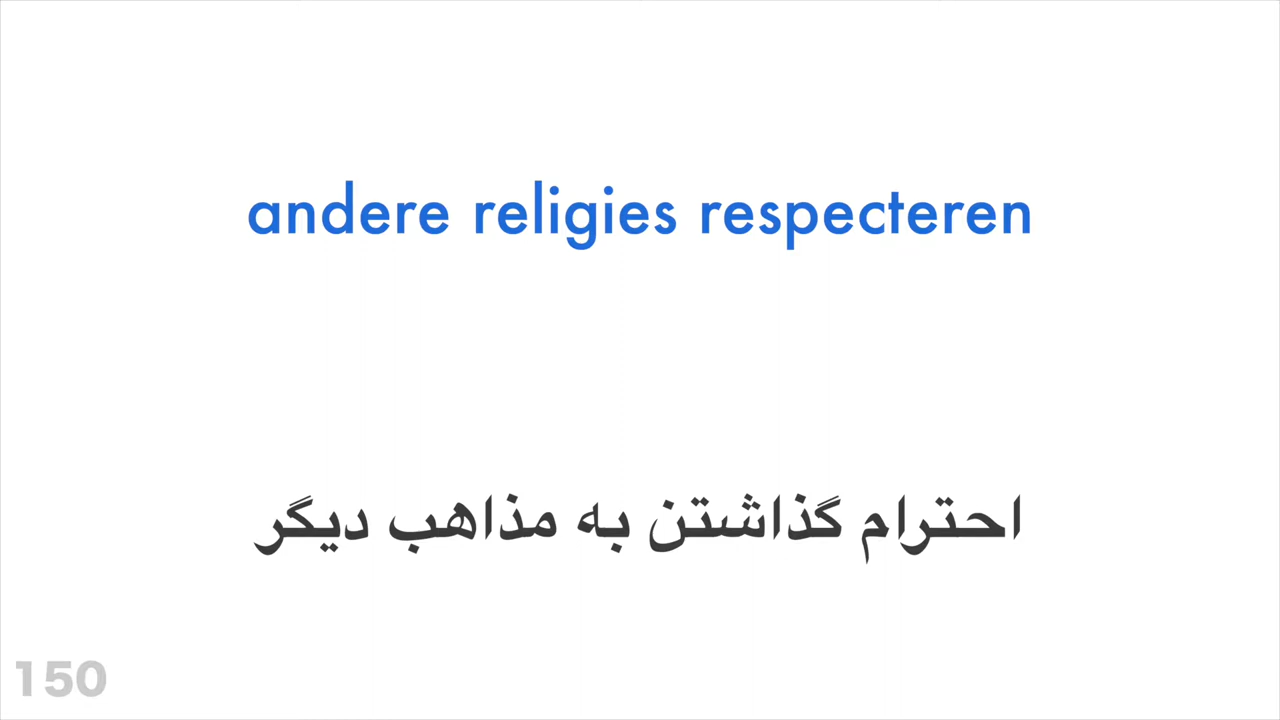 andere religies respecteren
احترام گذاشتن به مذاهب دیگر
150